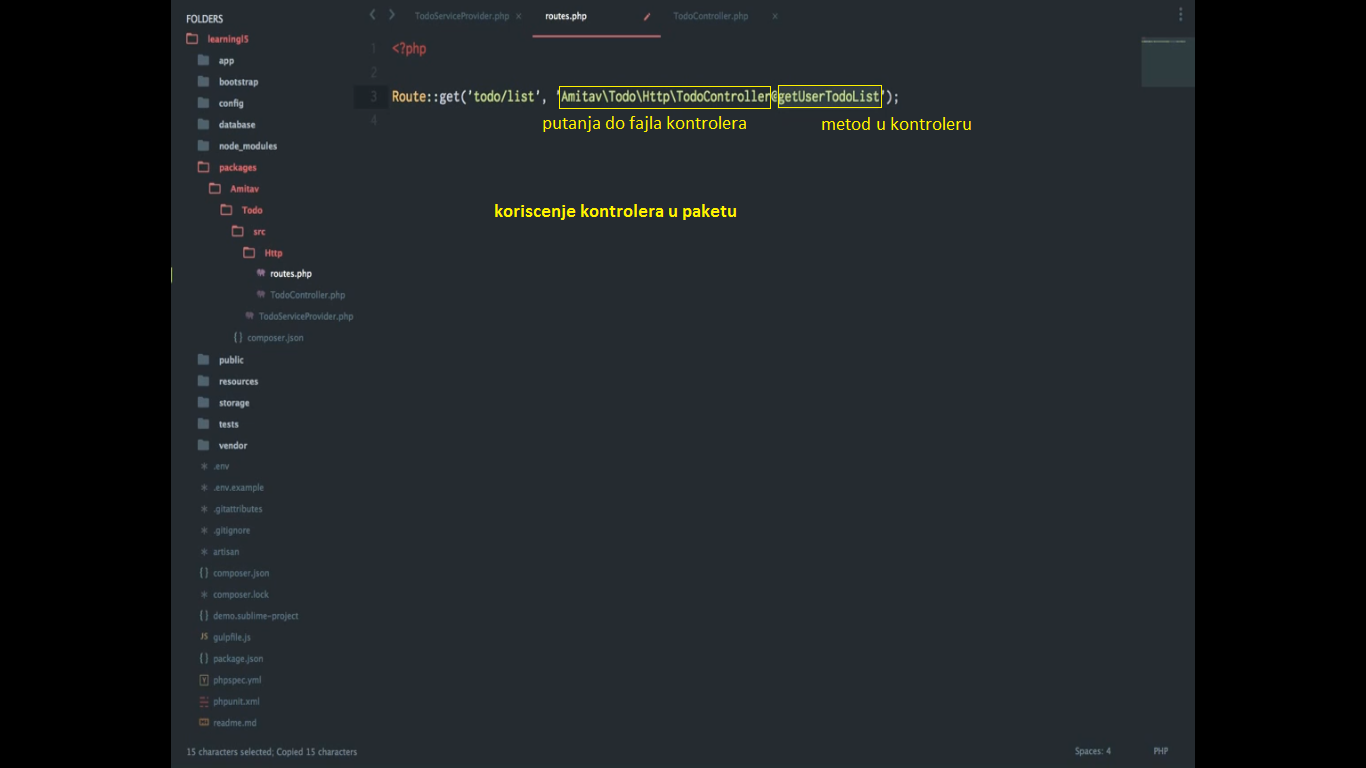 FOLDERS
learningl5
app
bootstrap
config
database
node_modules
packages
Amitav
Todo
src
Http
routes.php
TodoController.php
TodoServiceProvider.php
{} composer.json
public
resources
storage
tests
vendor
* .env
* .env.example
* .gitattributes
* .gitignore
* artisan
{} composer.json
* composer.lock
{} demo.sublime-project
JS gulpfile.js
{} package.json
Y phpspec.yml
phpunit.xml
readme.md
TodoServiceProvider.php × routes.php TodoController.php ×
1 <?php
2
3 Route::get('todo/list', 'Amitav\Todo\Http\TodoController@getUserTodoList');
4
putanja do fajla kontrolera metod u kontroleru
koriscenje kontrolera u paketu
15 characters selected; Copied 15 characters Spaces: 4 PHP